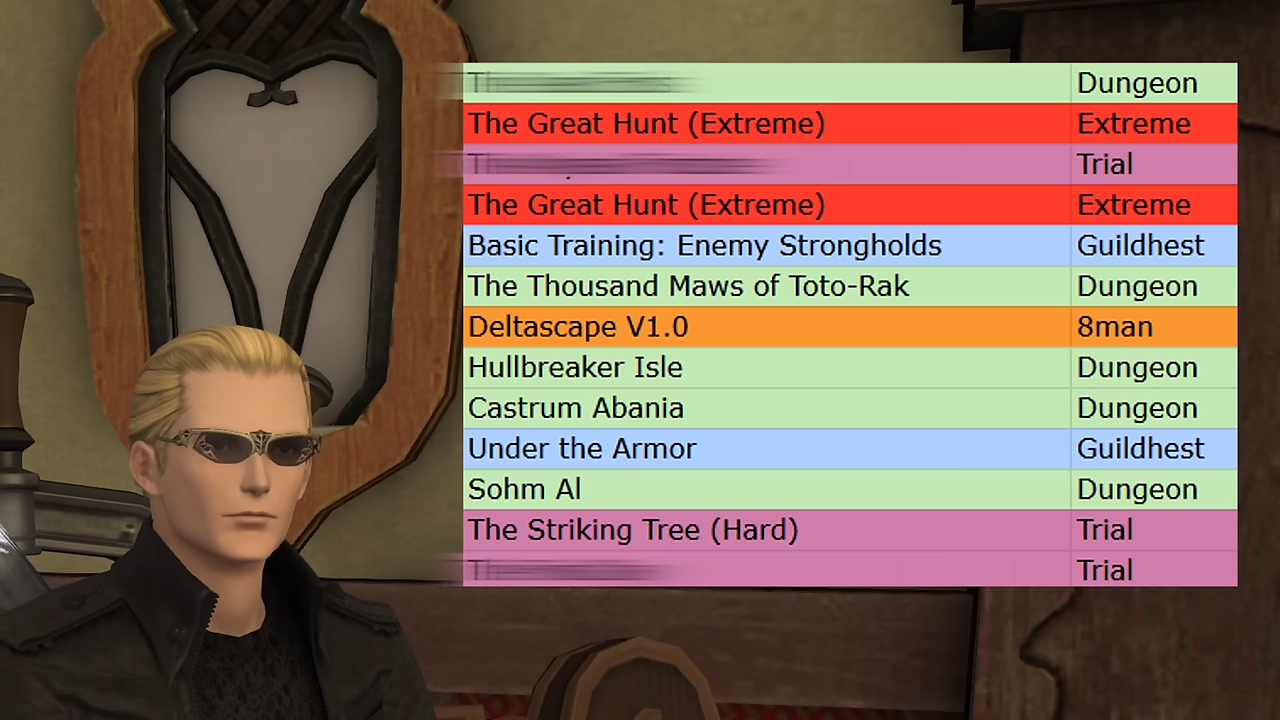 Dungeon
The Great Hunt (Extreme) Extreme
Trial
The Great Hunt (Extreme) Extreme
Basic Training: Enemy Strongholds Guildhest
The Thousand Maws of Toto-Rak Dungeon
Deltascape V1.0 8man
Hullbreaker Isle Dungeon
Castrum Abania Dungeon
Under the Armor Guildhest
Sohm Al Dungeon
The Striking Tree (Hard) Trial
Trial